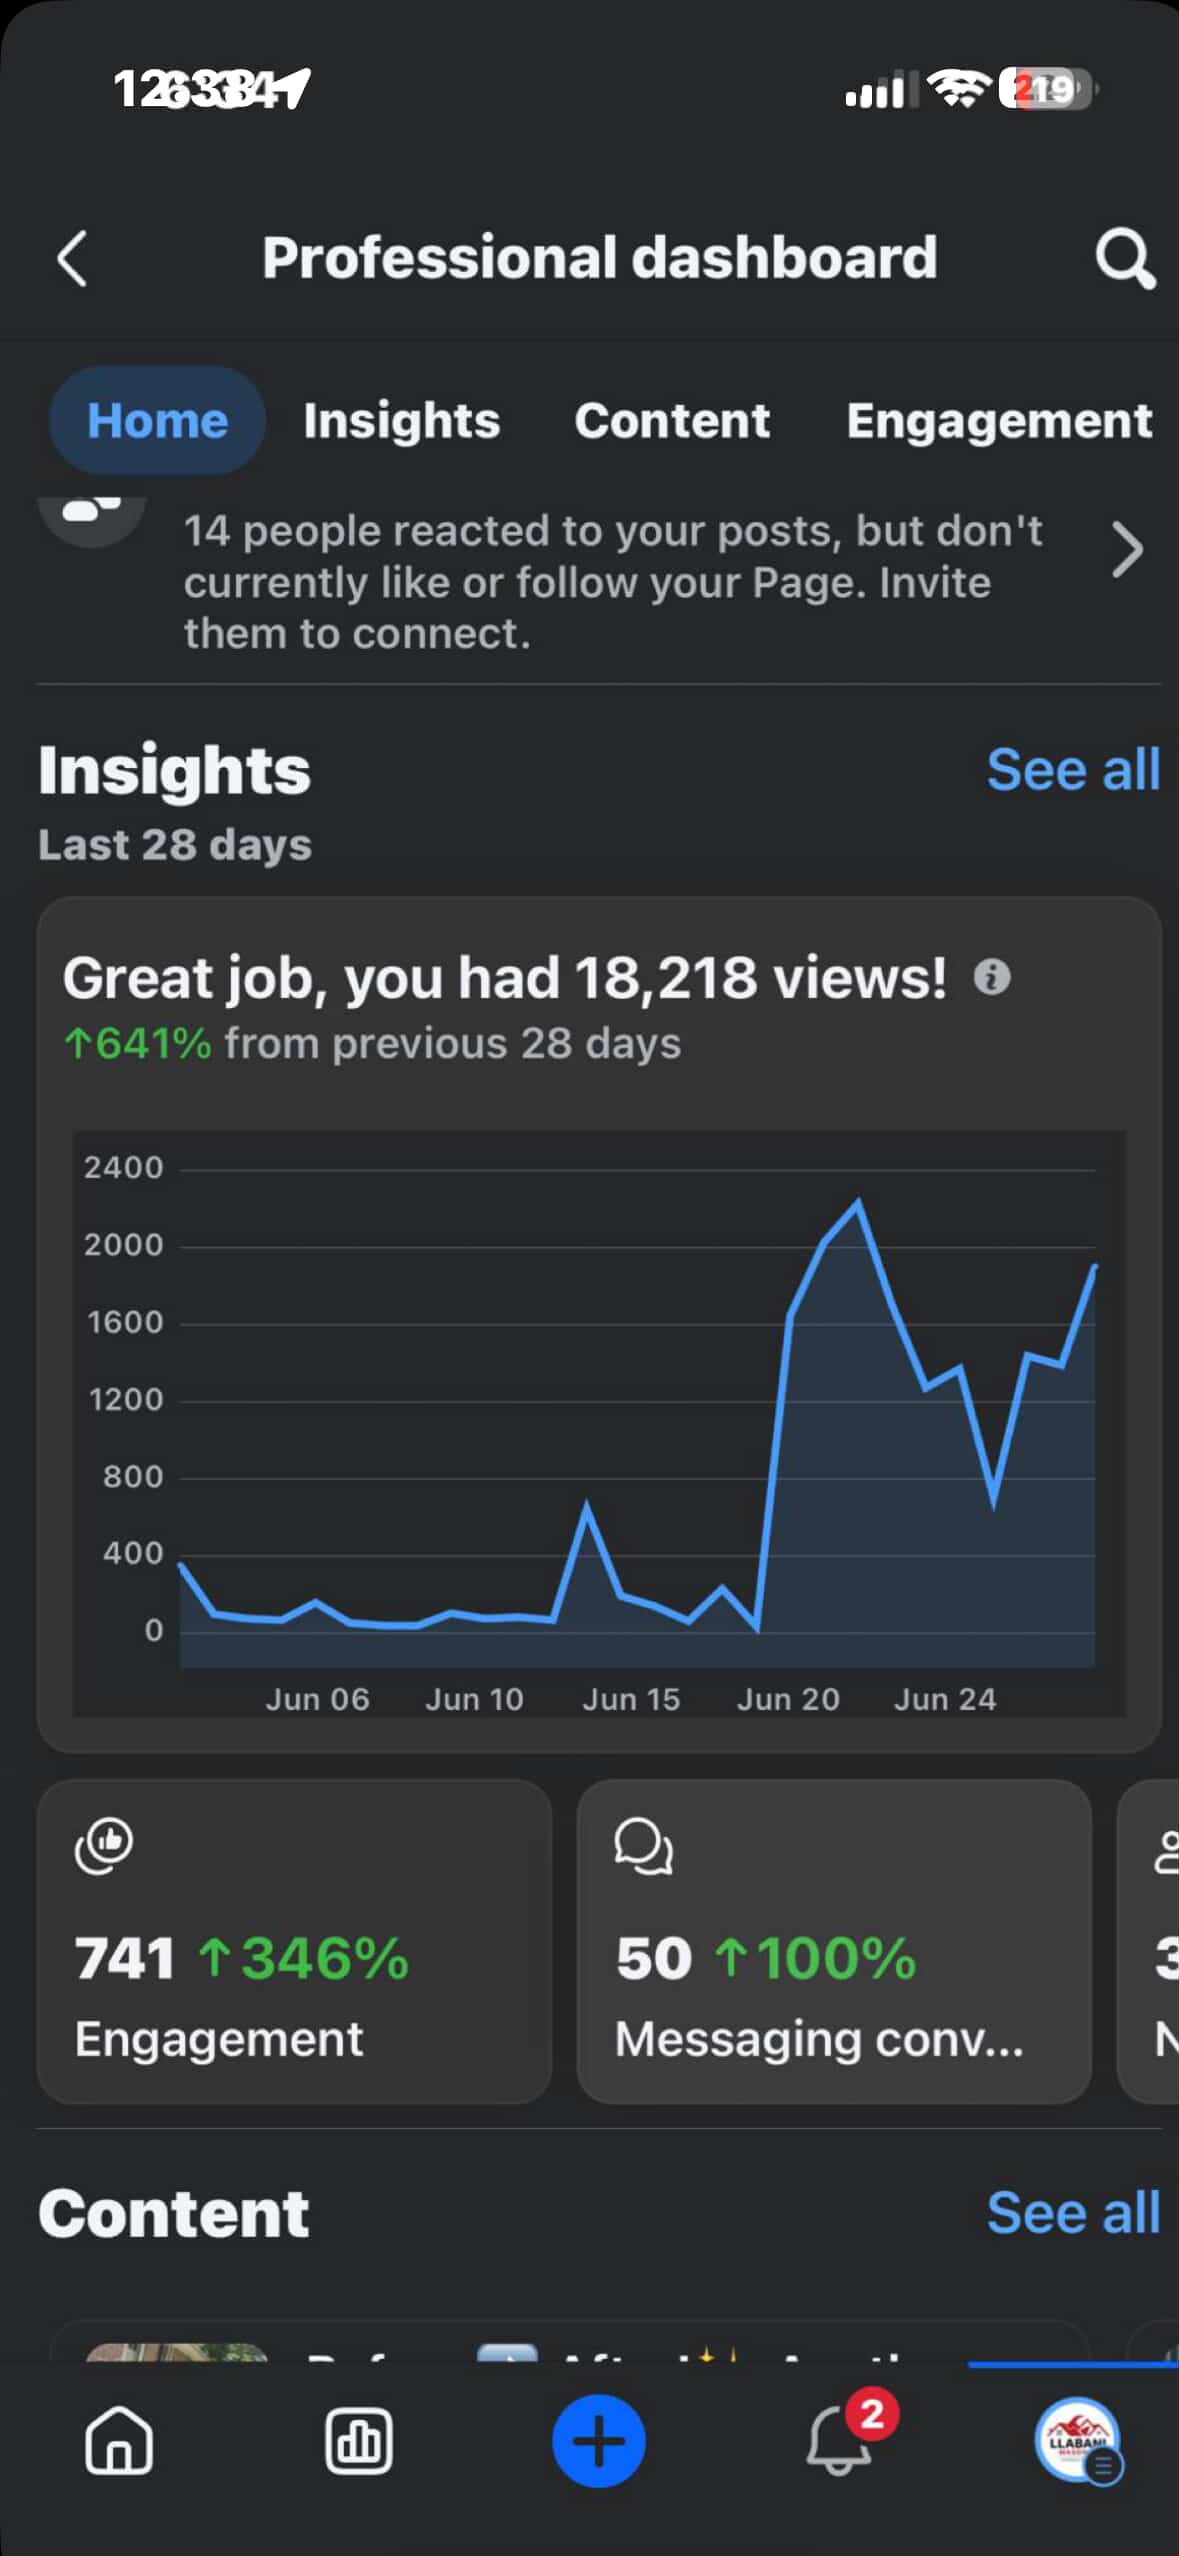 Professional dashboard
Home Insights Content Engagement
14 people reacted to your posts, but don't
currently like or follow your Page. Invite
them to connect.
Insights See all
Last 28 days
Great job, you had 18,218 views!
↑641% from previous 28 days
2400
2000
1600
1200
800
400
0
Jun 06 Jun 10 Jun 15 Jun 20 Jun 24
741 ↑346%
Engagement
50 ↑100%
Messaging conv...
Content See all
2
LLABANI